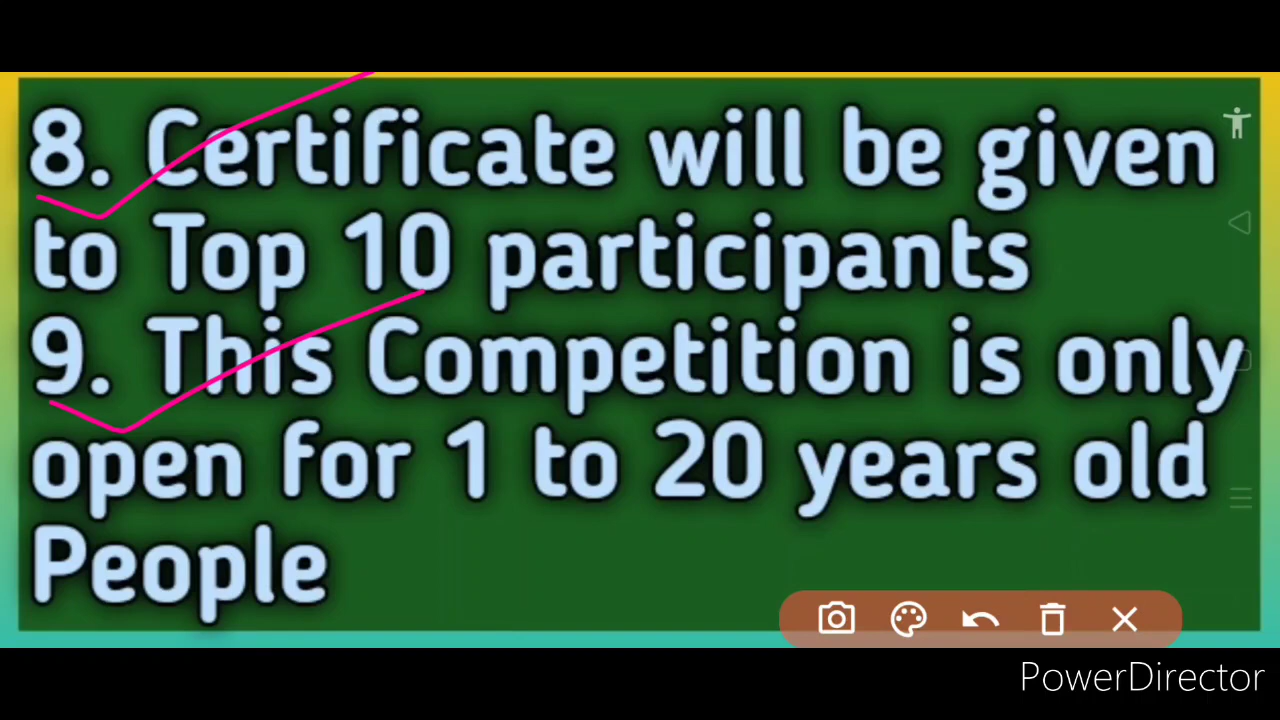 8. Certificate will be given
to Top 10 participants
9. This Competition is only
open for 1 to 20 years old
People
PowerDirector